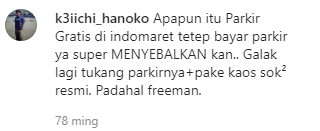 k3iichi_hanoko Apapun itu Parkir
Gratis di indomaret tetep bayar parkir
ya super MENYEBALKAN kan.. Galak
lagi tukang parkirnya+pake kaos sok²
resmi. Padahal freeman.
78 ming